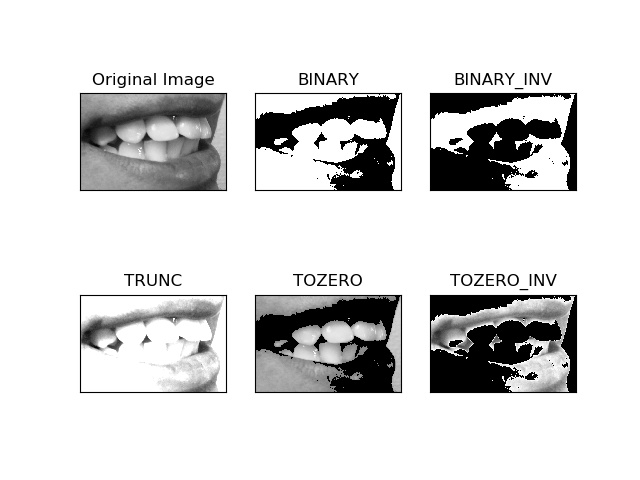 Original Image
BINARY
BINARY_INV
TRUNC
TOZERO
TOZERO_INV